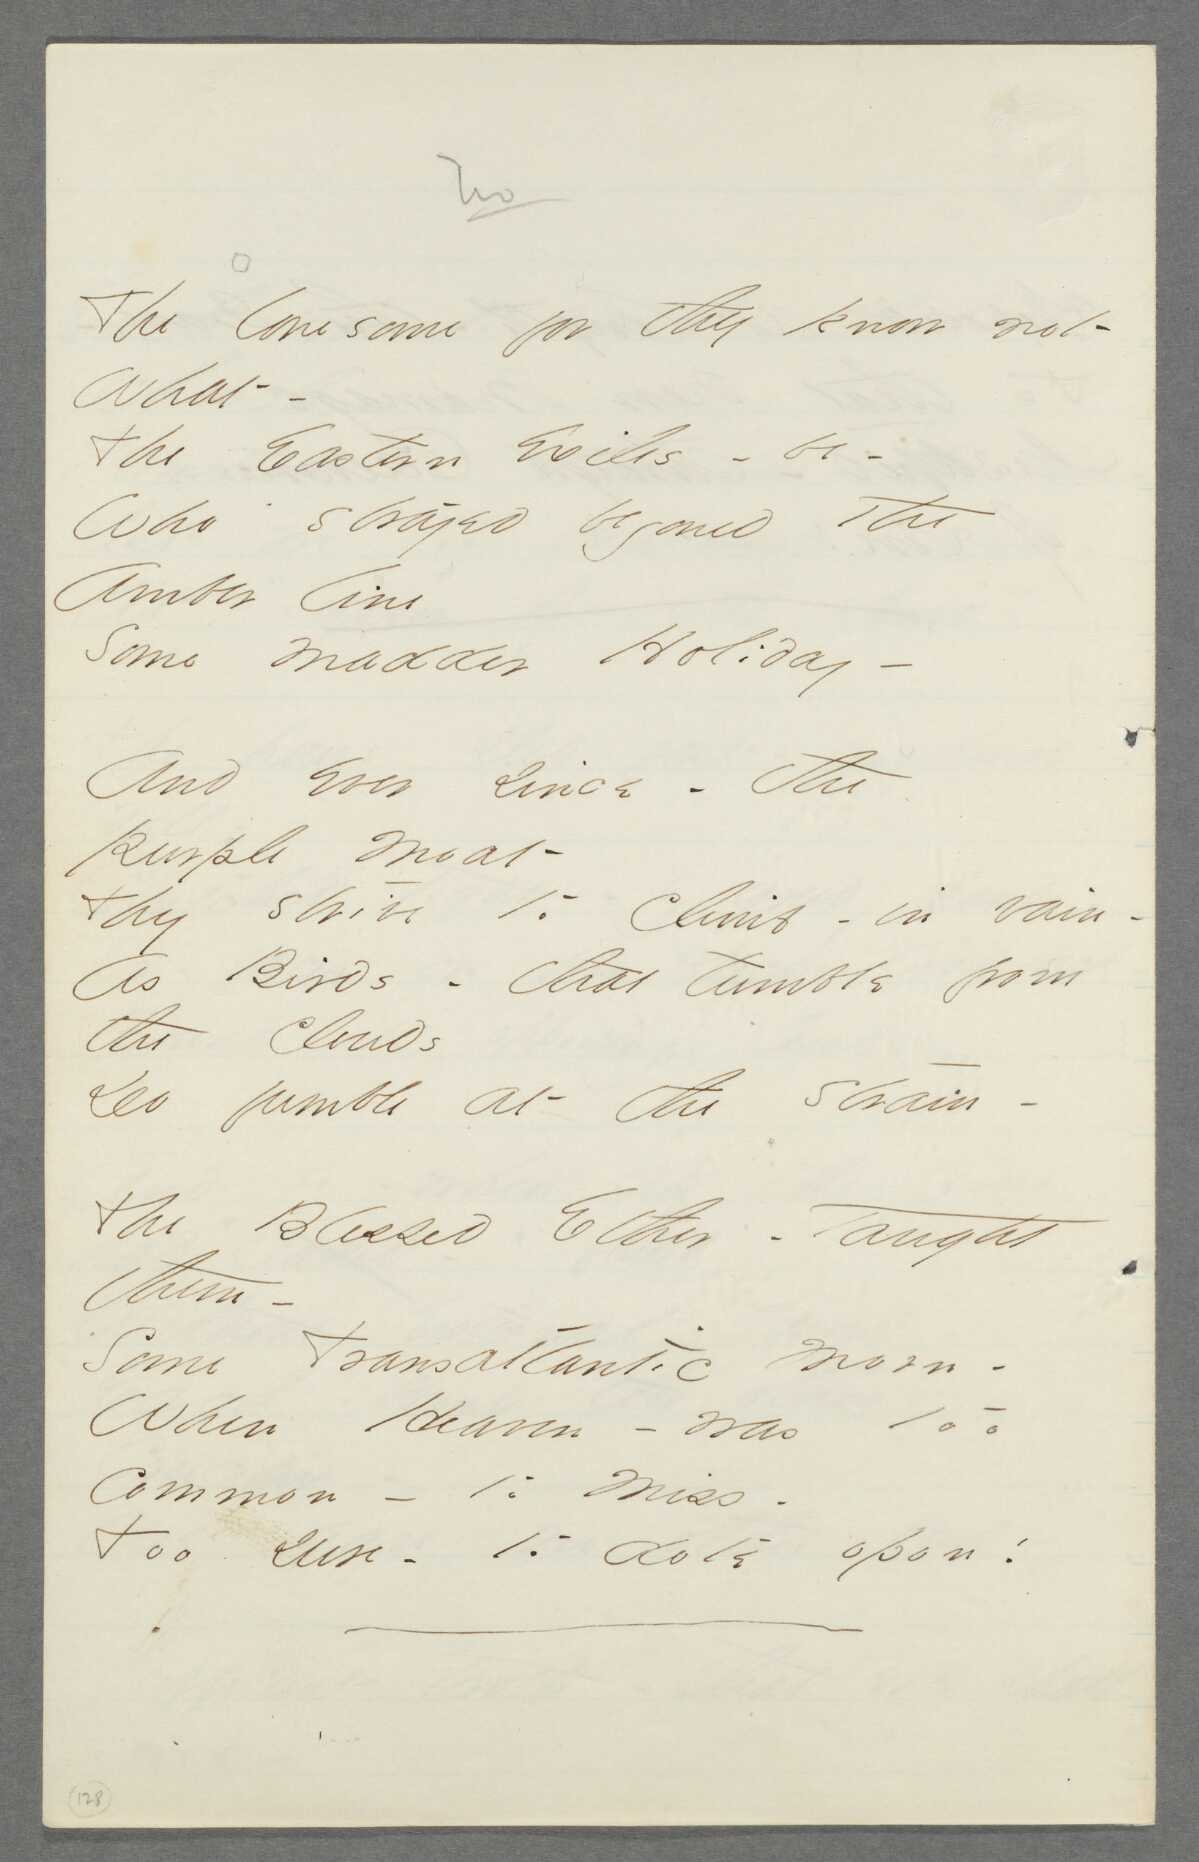 No
The lonesome for they know not
What -
The Eastern Exiles - be -
Who strayed beyond the
Amber line
Some madder Holiday -
And ever since - the
purple Moat
They strive to climb - in vain -
As Birds - that tumble from
the clouds
Do fumble at the strain -
The Blessed Ether - taught
them -
Some Transatlantic Morn -
When Heaven - was too
common - to miss -
Too sure - to dote opon!
128